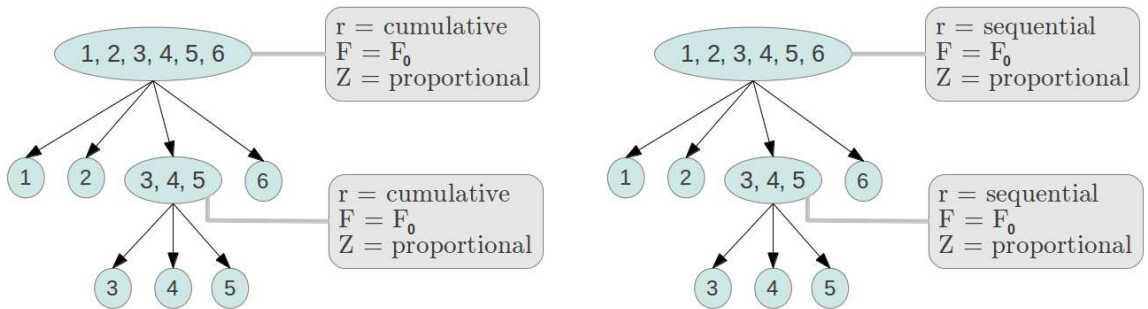 1, 2, 3, 4, 5, 6
r = cumulative
F = F₀
Z = proportional
1
2
3, 4, 5
6
r = cumulative
F = F₀
Z = proportional
3
4
5
1, 2, 3, 4, 5, 6
r = sequential
F = F₀
Z = proportional
1
2
3, 4, 5
6
r = sequential
F = F₀
Z = proportional
3
4
5